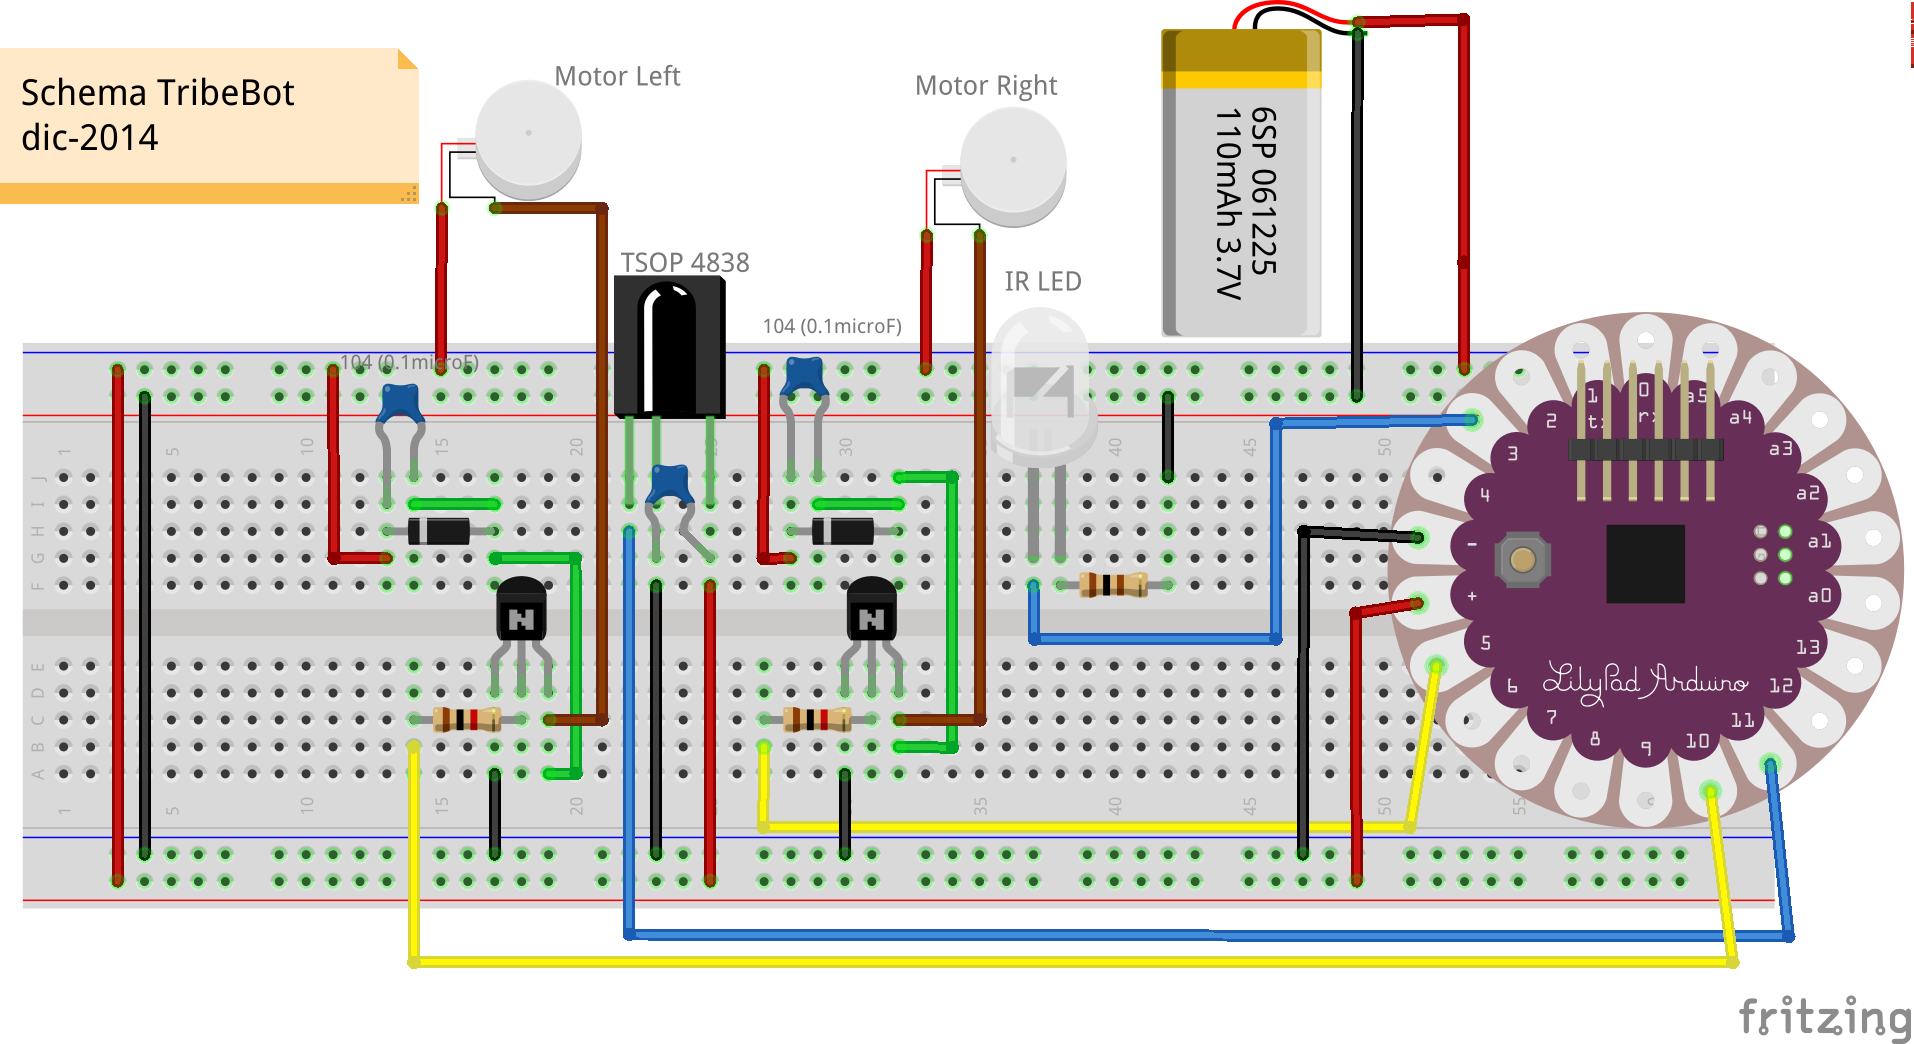 Schema TribeBot
dic-2014
Motor Left
Motor Right
6SP 061225
110mAh 3.7V
TSOP 4838
IR LED
104 (0.1microF)
104 (0.1microF)
1 5 10 15 20 30 40 45 50
J
I
H
G
F
E
D
C
B
A
1 5 10 15 20 35 40 45 50 55
1
0
a5
a4
a3
a2
a1
a0
13
12
11
10
9
8
7
6
5
+
-
4
3
2
LilyPad Arduino
N
N
fritzing